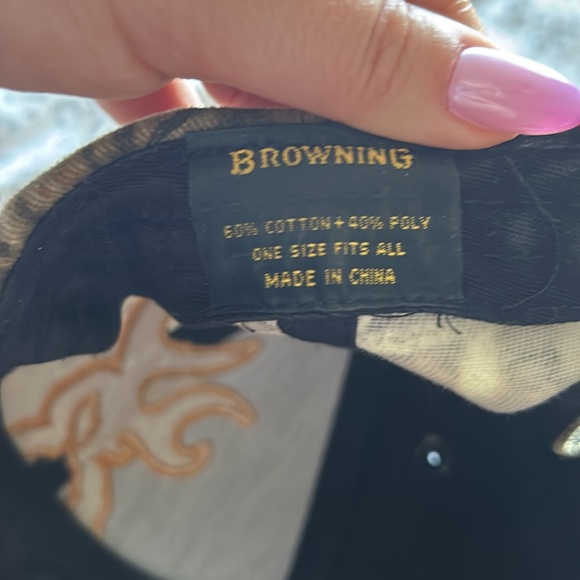 BROWNING
60% COTTON+40% POLY
ONE SIZE FITS ALL
MADE IN CHINA